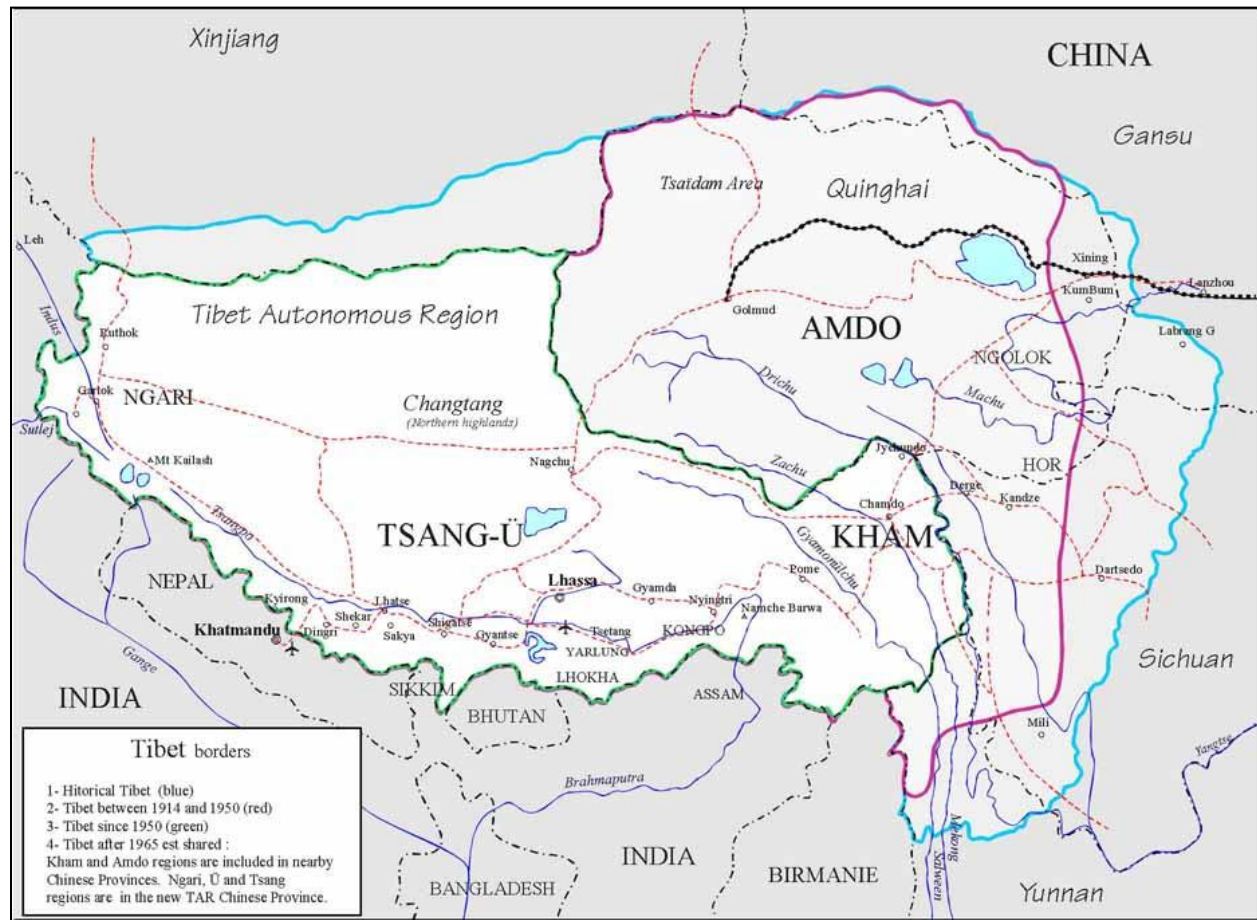 Xinjiang
CHINA
Gansu
Tsaïdam Area
Quinghai
Leh
Xining
Lanzhou
KumBum
Golmud
Indus
Tibet Autonomous Region
Ruthok
AMDO
Labrang G
NGOLOK
Drichu
Machu
Gartok
NGARI
Changtang
(Northern highlands)
Sutlej
Jyekundo
HOR
Mt Kailash
Nagchu
Zachu
Derge
Kandze
Chamdo
Tsangpo
TSANG-Ü
KHAM
Gyamonilchu
Pome
Dartsedo
NEPAL
Kyirong
Lhatse
Lhassa
Gyamda
Nyingtri
Namche Barwa
Shekar
Khatmandu
Dingri
Sakya
Shigatse
Gyantse
Tsetang
KONGPO
YARLUNG
Sichuan
Gange
LHOKHA
SIKKIM
ASSAM
INDIA
BHUTAN
Mili
Yangtse
Tibet borders
1- Hitorical Tibet (blue)
2- Tibet between 1914 and 1950 (red)
3- Tibet since 1950 (green)
4- Tibet after 1965 est shared :
Kham and Amdo regions are included in nearby
Chinese Provinces. Ngari, Ü and Tsang
regions are in the new TAR Chinese Province.
Brahmaputra
INDIA
BIRMANIE
Mekong
Salween
BANGLADESH
Yunnan